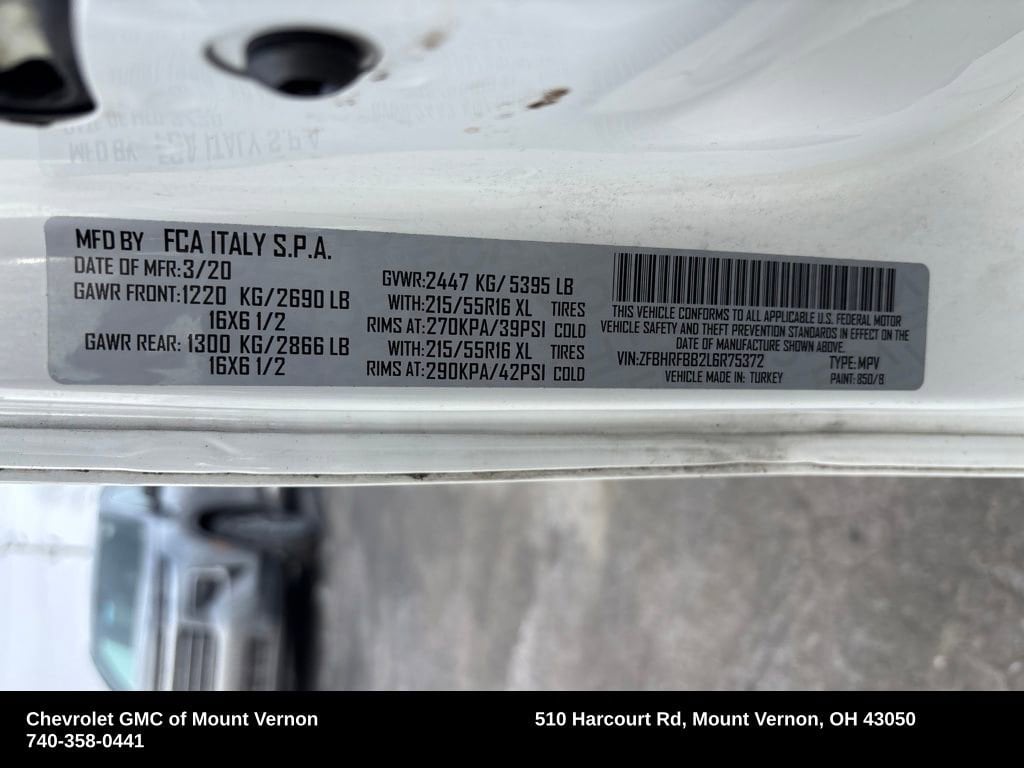 MFD BY FCA ITALY S.P.A.
DATE OF MFR:3/20
GAWR FRONT:1220 KG/2690 LB
16X6 1/2
GAWR REAR: 1300 KG/2866 LB
16X6 1/2
GVWR:2447 KG/ 5395 LB
WITH:215/55R16 XL TIRES
RIMS AT:270KPA/39PSI COLD
WITH:215/55R16 XL TIRES
RIMS AT:290KPA/42PSI COLD
THIS VEHICLE CONFORMS TO ALL APPLICABLE U.S. FEDERAL MOTOR
VEHICLE SAFETY AND THEFT PREVENTION STANDARDS IN EFFECT ON THE
DATE OF MANUFACTURE SHOWN ABOVE.
VIN:ZFBHRFBB2L6R75372 TYPE:MPV
VEHICLE MADE IN: TURKEY PAINT: 850/B
Chevrolet GMC of Mount Vernon
740-358-0441
510 Harcourt Rd, Mount Vernon, OH 43050